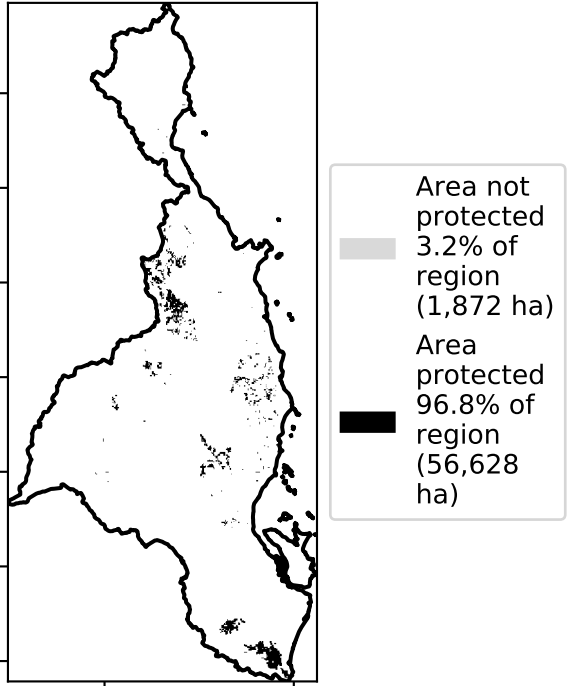 Area not
protected
3.2% of
region
(1,872 ha)
Area
protected
96.8% of
region
(56,628
ha)